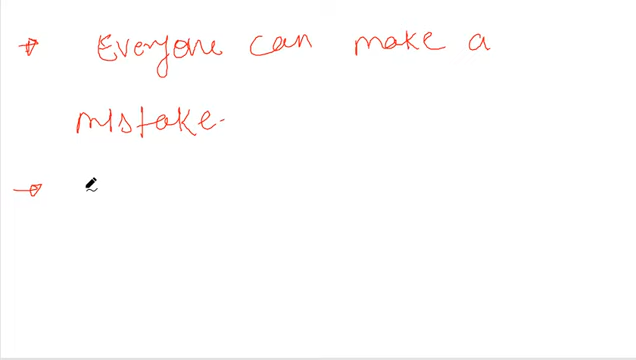 → Everyone can make a
mistake.
→